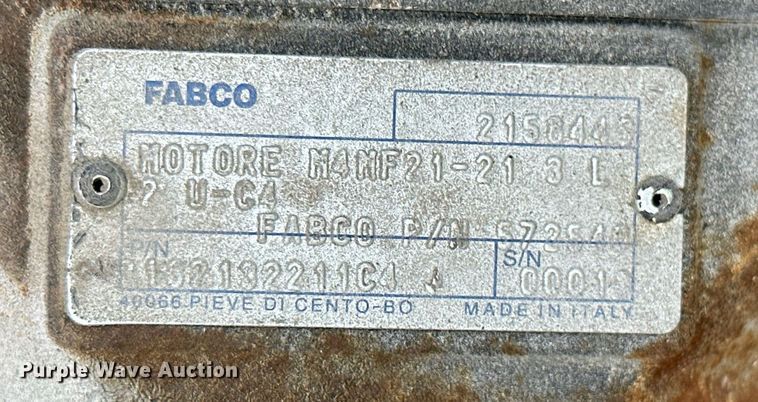 FABCO
2158443
MOTORE M4MF21-21 3 L
2 U-C4
FABCO P/N
P/N
S/N
40066 PIEVE DI CENTO-BO MADE IN ITALY
Purple Wave Auction